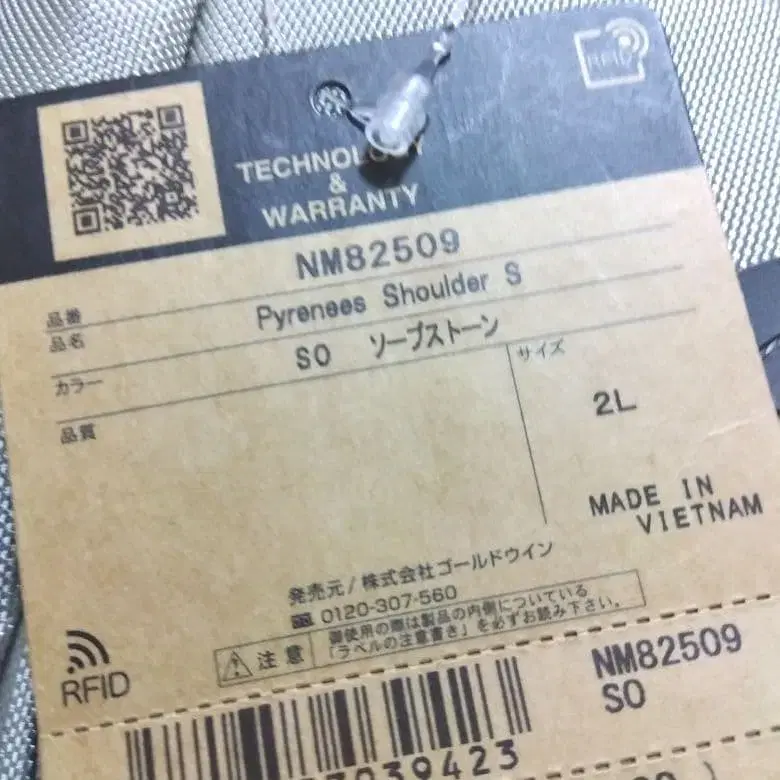 RFID
TECHNOLOGY
&
WARRANTY
品番 NM82509
品名 Pyrenees Shoulder S
カラー SO ソープストーン
品質
サイズ
2L
MADE IN
VIETNAM
発売元/株式会社ゴールドウイン
0120-307-560
注意
御使用の際は製品の内側についている
「ラベルの注意書き」を必ずお読み下さい。
RFID
NM82509
SO
039423